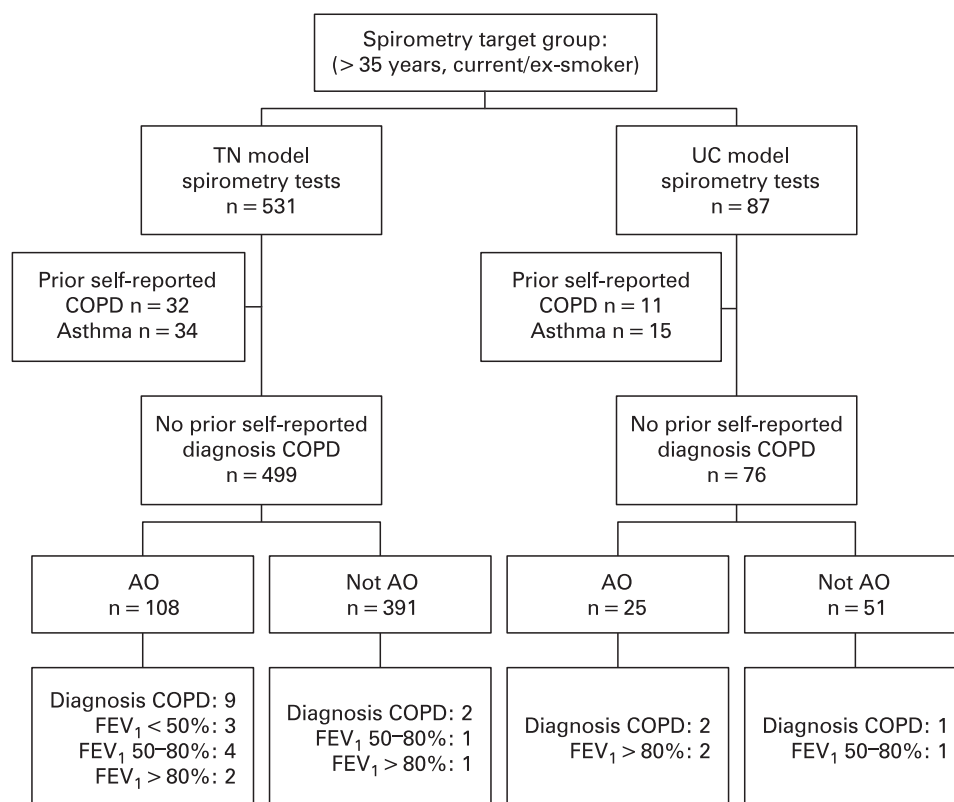 Spirometry target group:
(> 35 years, current/ex-smoker)
TN model
spirometry tests
n = 531
UC model
spirometry tests
n = 87
Prior self-reported
COPD n = 32
Asthma n = 34
Prior self-reported
COPD n = 11
Asthma n = 15
No prior self-reported
diagnosis COPD
n = 499
No prior self-reported
diagnosis COPD
n = 76
AO
n = 108
Not AO
n = 391
AO
n = 25
Not AO
n = 51
Diagnosis COPD: 9
FEV₁ < 50%: 3
FEV₁ 50–80%: 4
FEV₁ > 80%: 2
Diagnosis COPD: 2
FEV₁ 50–80%: 1
FEV₁ > 80%: 1
Diagnosis COPD: 2
FEV₁ > 80%: 2
Diagnosis COPD: 1
FEV₁ 50–80%: 1